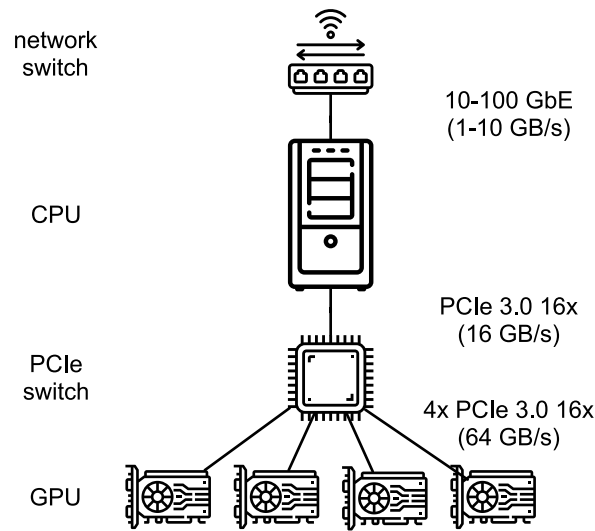 network
switch
10-100 GbE
(1-10 GB/s)
CPU
PCIe 3.0 16x
(16 GB/s)
PCIe
switch
4x PCIe 3.0 16x
(64 GB/s)
GPU